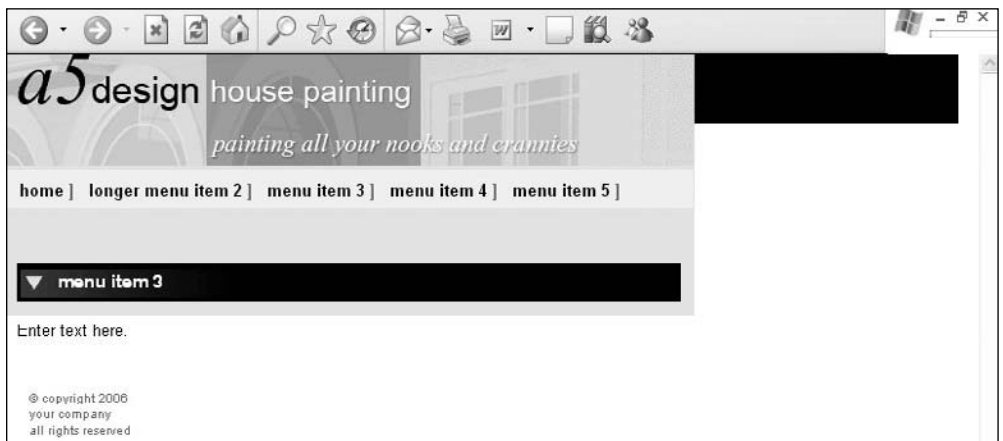 a5 design house painting
painting all your nooks and crannies
home ] longer menu item 2 ] menu item 3 ] menu item 4 ] menu item 5 ]
menu item 3
Enter text here.
© copyright 2006
your company
all rights reserved